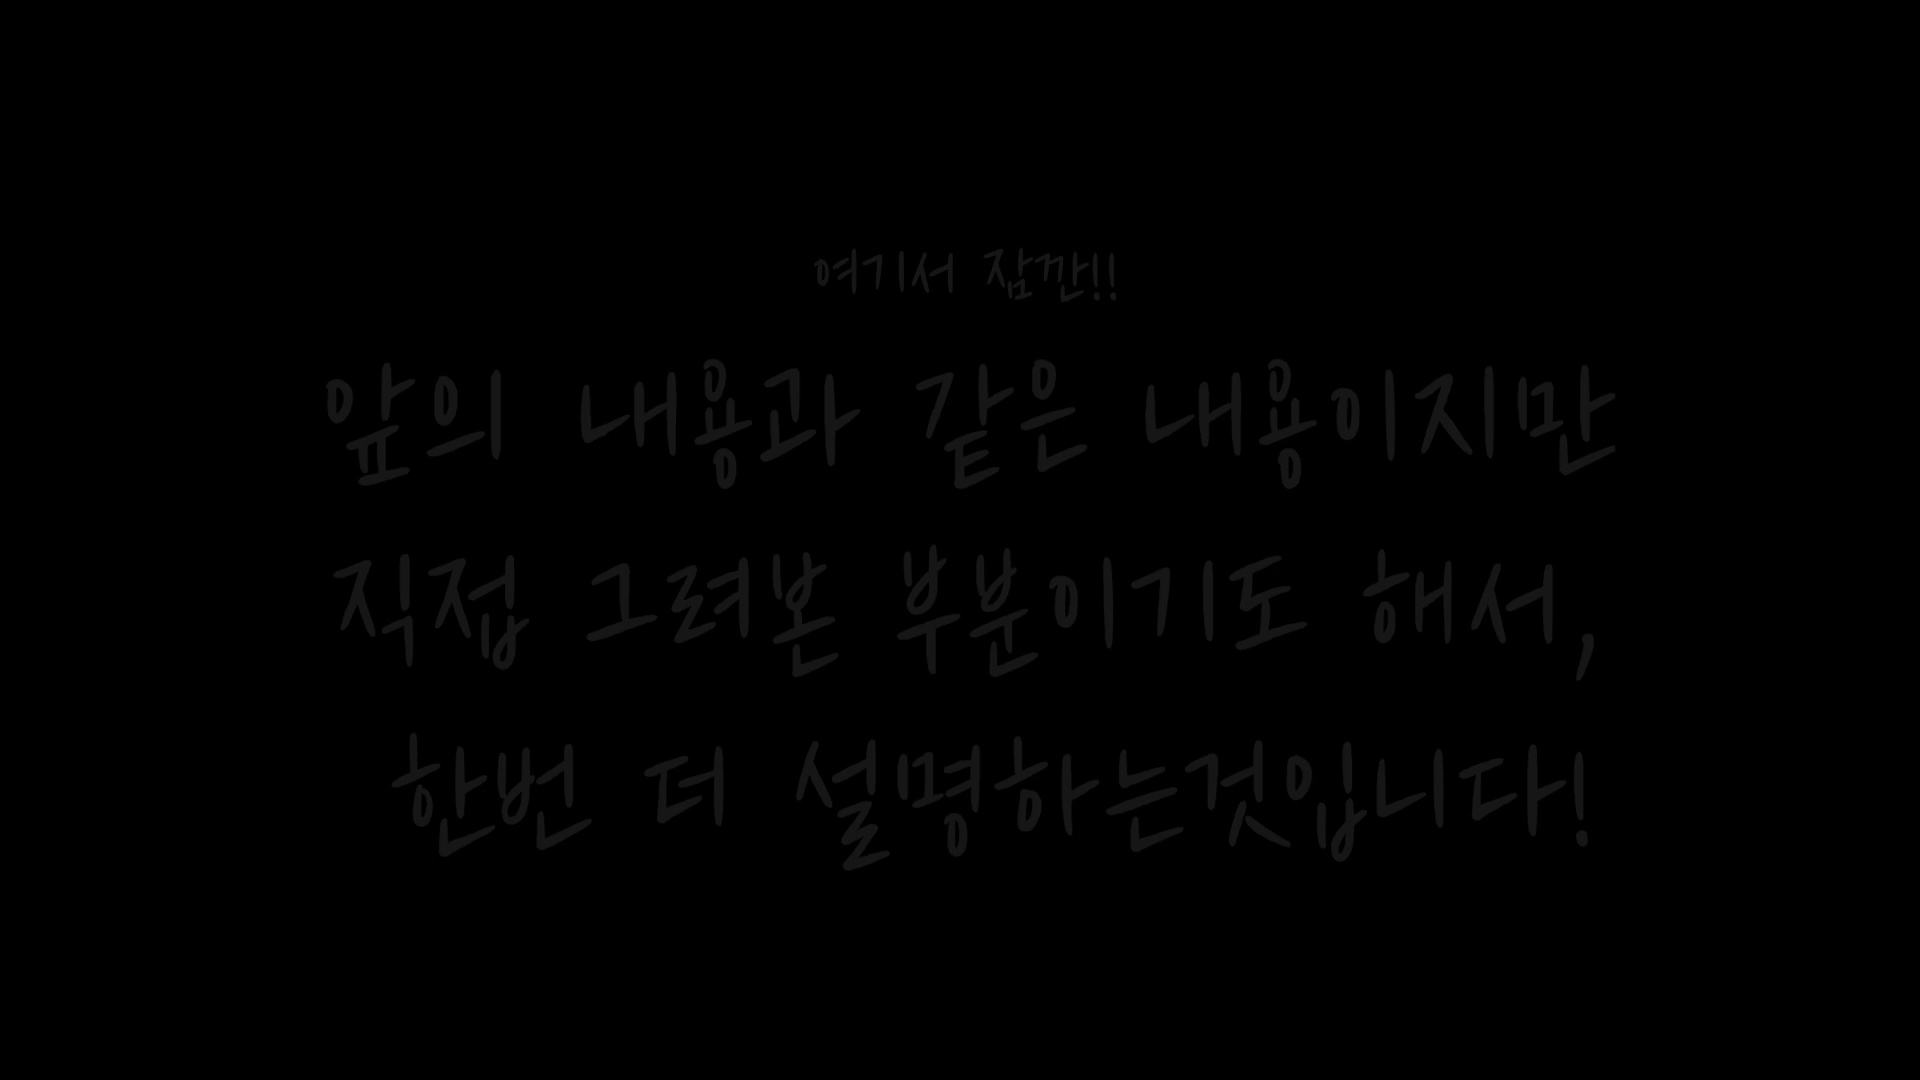 여기서 잠깐!!
앞의 내용과 같은 내용이지만
직접 그려본 부분이기도 해서,
한번 더 설명하는것입니다!